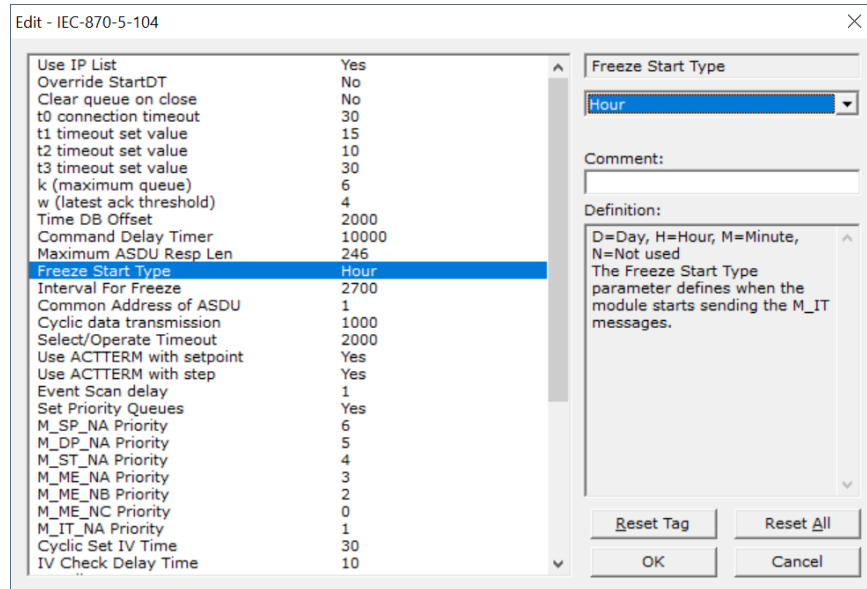 Edit - IEC-870-5-104
Use IP List Yes
Override StartDT No
Clear queue on close No
t0 connection timeout 30
t1 timeout set value 15
t2 timeout set value 10
t3 timeout set value 30
k (maximum queue) 6
w (latest ack threshold) 4
Time DB Offset 2000
Command Delay Timer 10000
Maximum ASDU Resp Len 246
Freeze Start Type Hour
Interval For Freeze 2700
Common Address of ASDU 1
Cyclic data transmission 1000
Select/Operate Timeout 2000
Use ACTTERM with setpoint Yes
Use ACTTERM with step Yes
Event Scan delay 1
Set Priority Queues Yes
M_SP_NA Priority 6
M_DP_NA Priority 5
M_ST_NA Priority 4
M_ME_NA Priority 3
M_ME_NB Priority 2
M_ME_NC Priority 0
M_IT_NA Priority 1
Cyclic Set IV Time 30
IV Check Delay Time 10
Freeze Start Type
Hour
Comment:
Definition:
D=Day, H=Hour, M=Minute,
N=Not used
The Freeze Start Type
parameter defines when the
module starts sending the M_IT
messages.
Reset Tag
Reset All
OK
Cancel